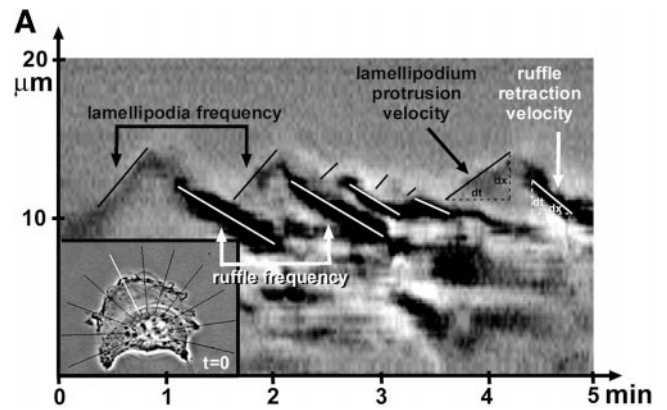 A
20
μm
lamellipodium
protrusion
velocity
ruffle
retraction
velocity
lamellipodia frequency
dx
dt
dt
dx
10
ruffle frequency
t=0
0
1
2
3
4
5
min